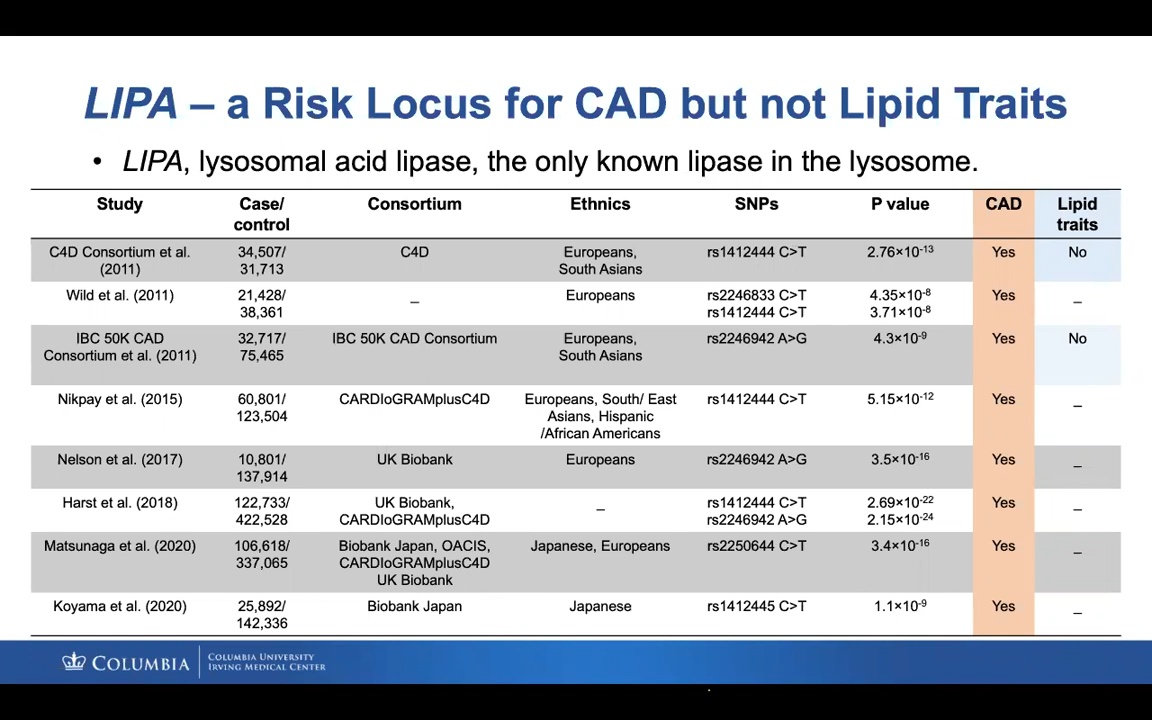 LIPA – a Risk Locus for CAD but not Lipid Traits
• LIPA, lysosomal acid lipase, the only known lipase in the lysosome.
Study Case/ control Consortium Ethnics SNPs P value CAD Lipid traits
C4D Consortium et al. (2011) 34,507/ 31,713 C4D Europeans, South Asians rs1412444 C>T 2.76×10⁻¹³ Yes No
Wild et al. (2011) 21,428/ 38,361 _ Europeans rs2246833 C>T rs1412444 C>T 4.35×10⁻⁸ 3.71×10⁻⁸ Yes _
IBC 50K CAD Consortium et al. (2011) 32,717/ 75,465 IBC 50K CAD Consortium Europeans, South Asians rs2246942 A>G 4.3×10⁻⁹ Yes No
Nikpay et al. (2015) 60,801/ 123,504 CARDIoGRAMplusC4D Europeans, South/ East Asians, Hispanic /African Americans rs1412444 C>T 5.15×10⁻¹² Yes _
Nelson et al. (2017) 10,801/ 137,914 UK Biobank Europeans rs2246942 A>G 3.5×10⁻¹⁶ Yes _
Harst et al. (2018) 122,733/ 422,528 UK Biobank, CARDIoGRAMplusC4D _ rs1412444 C>T rs2246942 A>G 2.69×10⁻²² 2.15×10⁻²⁴ Yes _
Matsunaga et al. (2020) 106,618/ 337,065 Biobank Japan, OACIS, CARDIoGRAMplusC4D UK Biobank Japanese, Europeans rs2250644 C>T 3.4×10⁻¹⁶ Yes _
Koyama et al. (2020) 25,892/ 142,336 Biobank Japan Japanese rs1412445 C>T 1.1×10⁻⁹ Yes _
COLUMBIA
COLUMBIA UNIVERSITY
IRVING MEDICAL CENTER